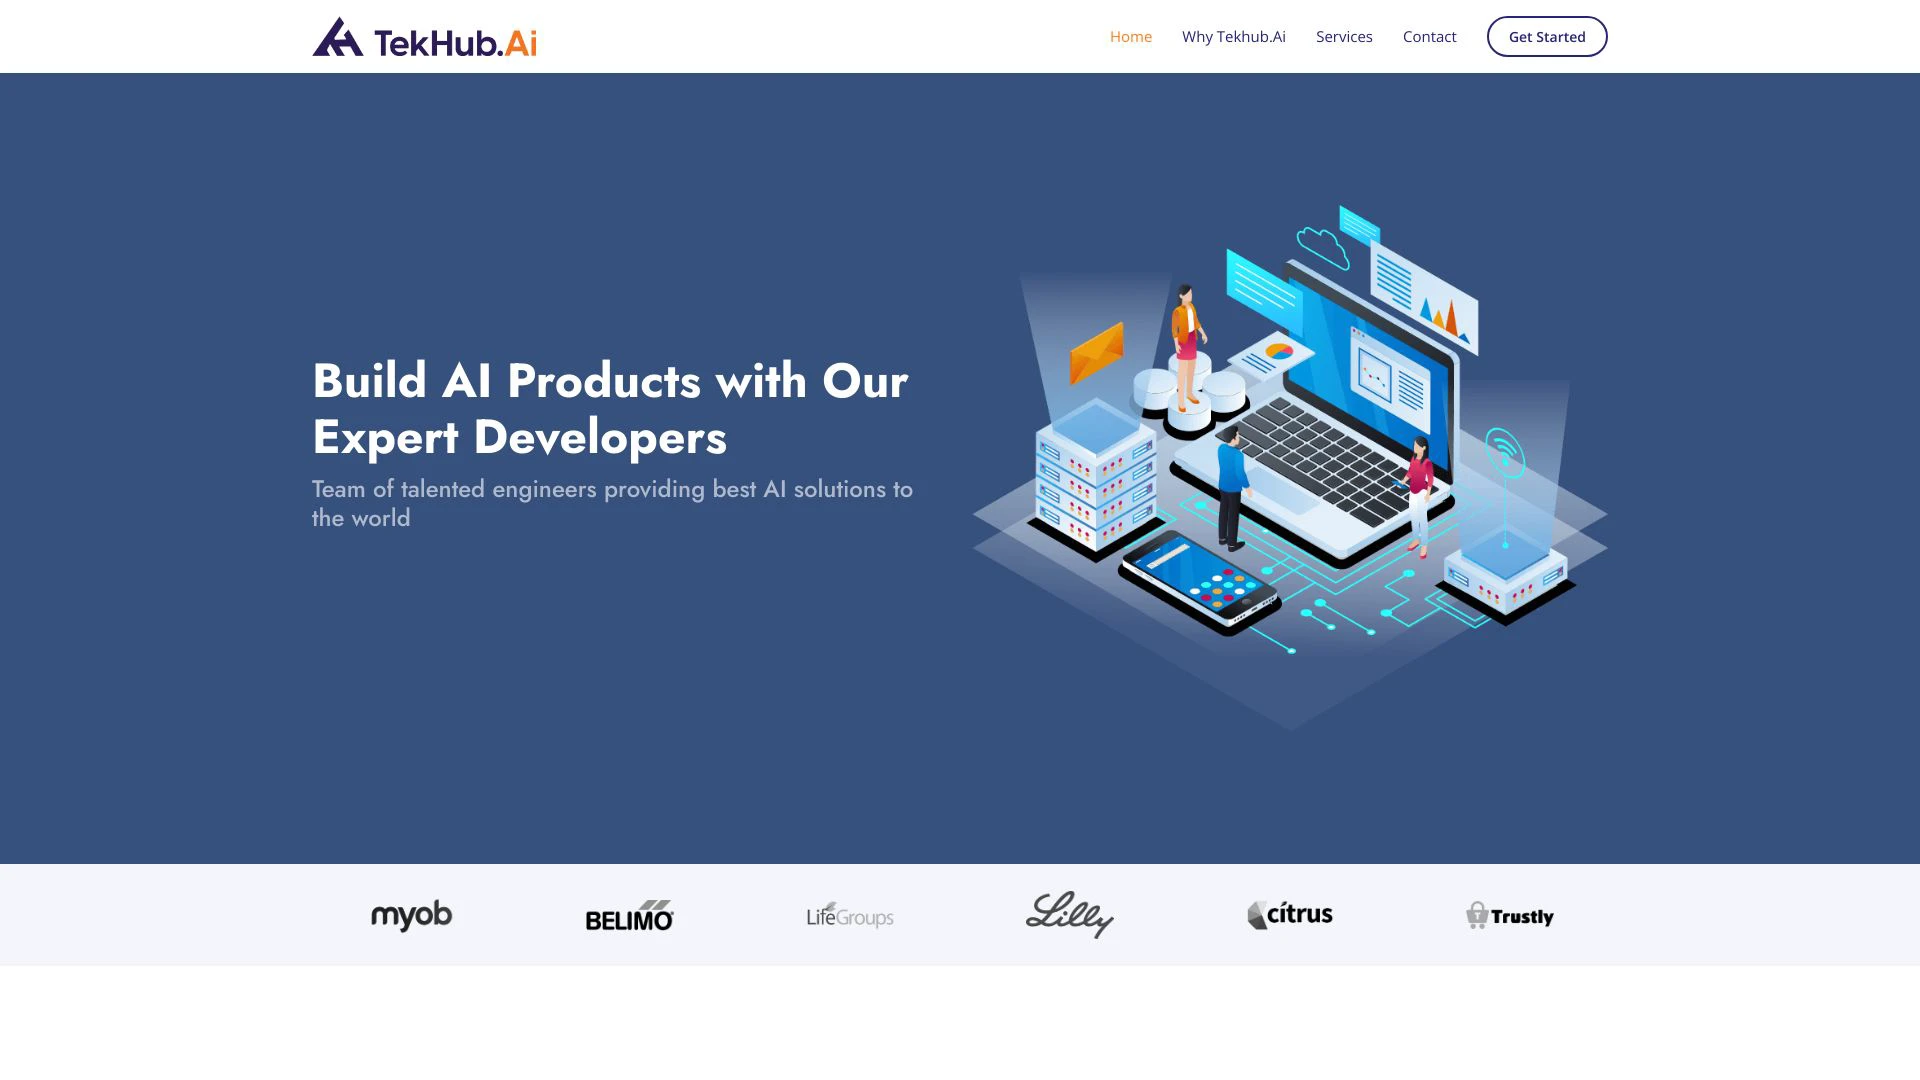 TekHub.Ai
Home
Why Tekhub.Ai
Services
Contact
Get Started
Build AI Products with Our
Expert Developers
Team of talented engineers providing best AI solutions to
the world
myob
BELIMO
LifeGroups
Lilly
citrus
T
Trustly